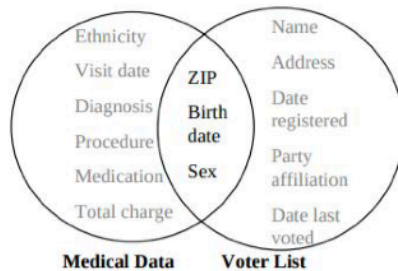 Ethnicity
Visit date
Diagnosis
Procedure
Medication
Total charge
ZIP
Birth
date
Sex
Name
Address
Date
registered
Party
affiliation
Date last
voted
Medical Data
Voter List